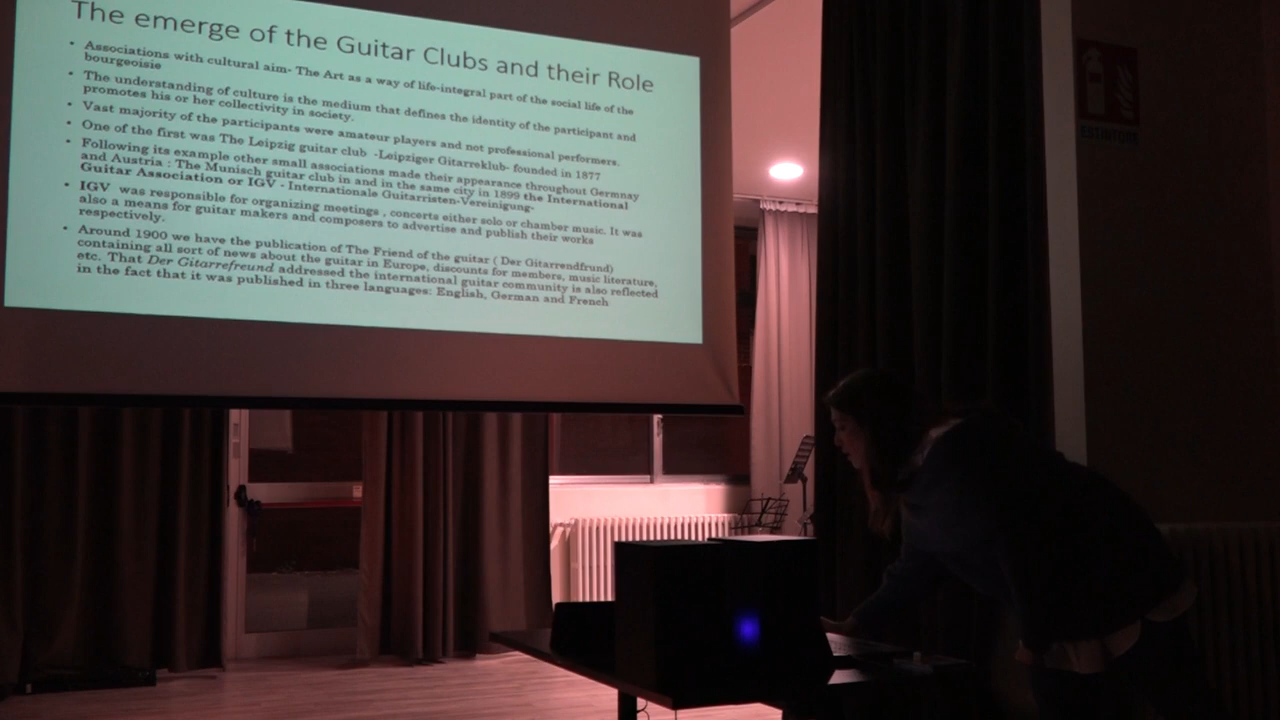 The emerge of the Guitar Clubs and their Role
• Associations with cultural aim- The Art as a way of life-integral part of the social life of the
bourgeoisie
• The understanding of culture is the medium that defines the identity of the participant and
promotes his or her collectivity in society.
• Vast majority of the participants were amateur players and not professional performers.
• One of the first was The Leipzig guitar club -Leipziger Gitarreklub- founded in 1877
• Following its example other small associations made their appearance throughout Germnay
and Austria : The Munisch guitar club in and in the same city in 1899 the International
Guitar Association or IGV - Internationale Guitarristen-Vereinigung-
• IGV was responsible for organizing meetings , concerts either solo or chamber music. It was
also a means for guitar makers and composers to advertise and publish their works
respectively.
• Around 1900 we have the publication of The Friend of the guitar ( Der Gitarrendfrund)
containing all sort of news about the guitar in Europe, discounts for members, music literature,
etc. That Der Gitarrefreund addressed the international guitar community is also reflected
in the fact that it was published in three languages: English, German and French
ESTINTORE